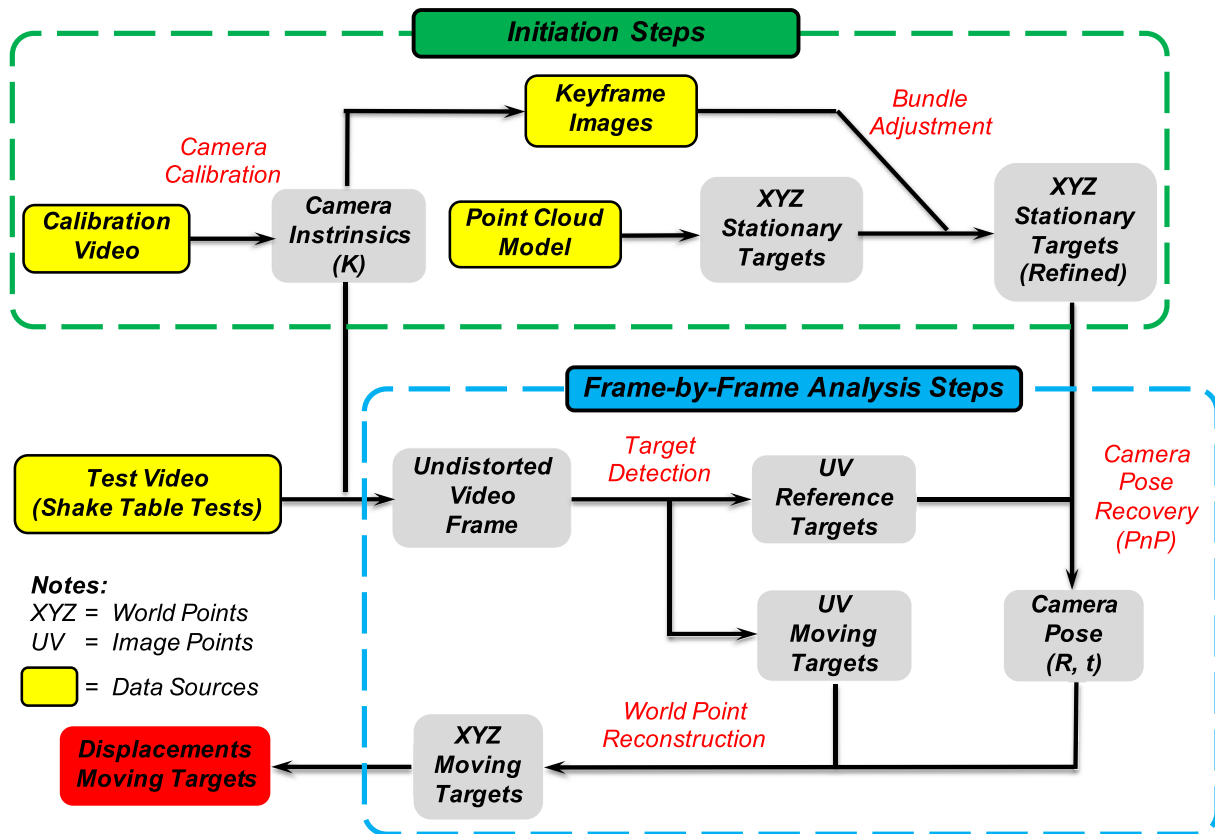 Initiation Steps
Keyframe
Images
Bundle
Adjustment
Camera
Calibration
Calibration
Video
Camera
Instrinsics
(K)
Point Cloud
Model
XYZ
Stationary
Targets
XYZ
Stationary
Targets
(Refined)
Frame-by-Frame Analysis Steps
Test Video
(Shake Table Tests)
Undistorted
Video
Frame
Target
Detection
UV
Reference
Targets
Camera
Pose
Recovery
(PnP)
Notes:
XYZ = World Points
UV = Image Points
= Data Sources
UV
Moving
Targets
Camera
Pose
(R, t)
World Point
Reconstruction
XYZ
Moving
Targets
Displacements
Moving Targets